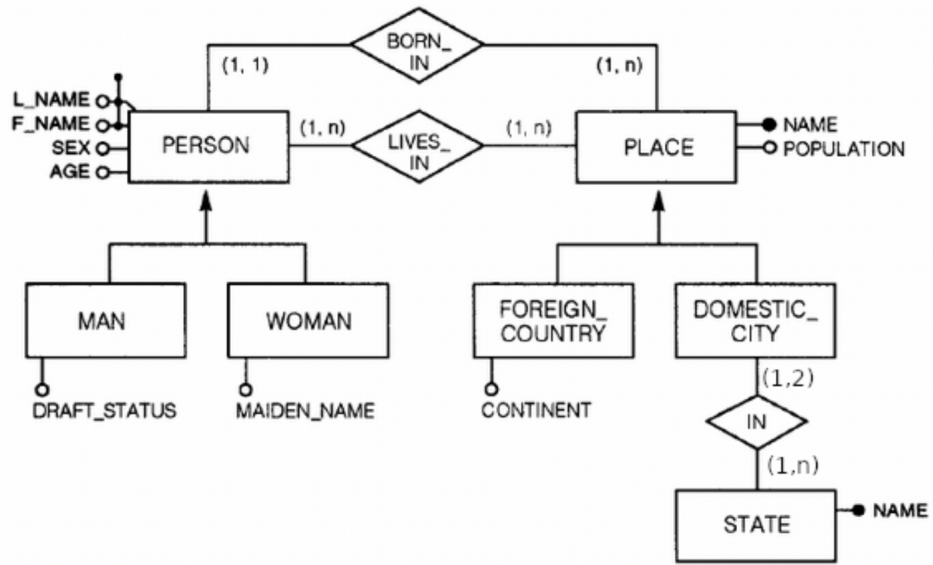 BORN_
IN
(1, 1)
(1, n)
L_NAME
F_NAME
SEX
AGE
PERSON
(1, n)
LIVES_
IN
(1, n)
PLACE
NAME
POPULATION
MAN
WOMAN
FOREIGN_
COUNTRY
DOMESTIC_
CITY
DRAFT_STATUS
MAIDEN_NAME
CONTINENT
(1,2)
IN
(1,n)
STATE
NAME